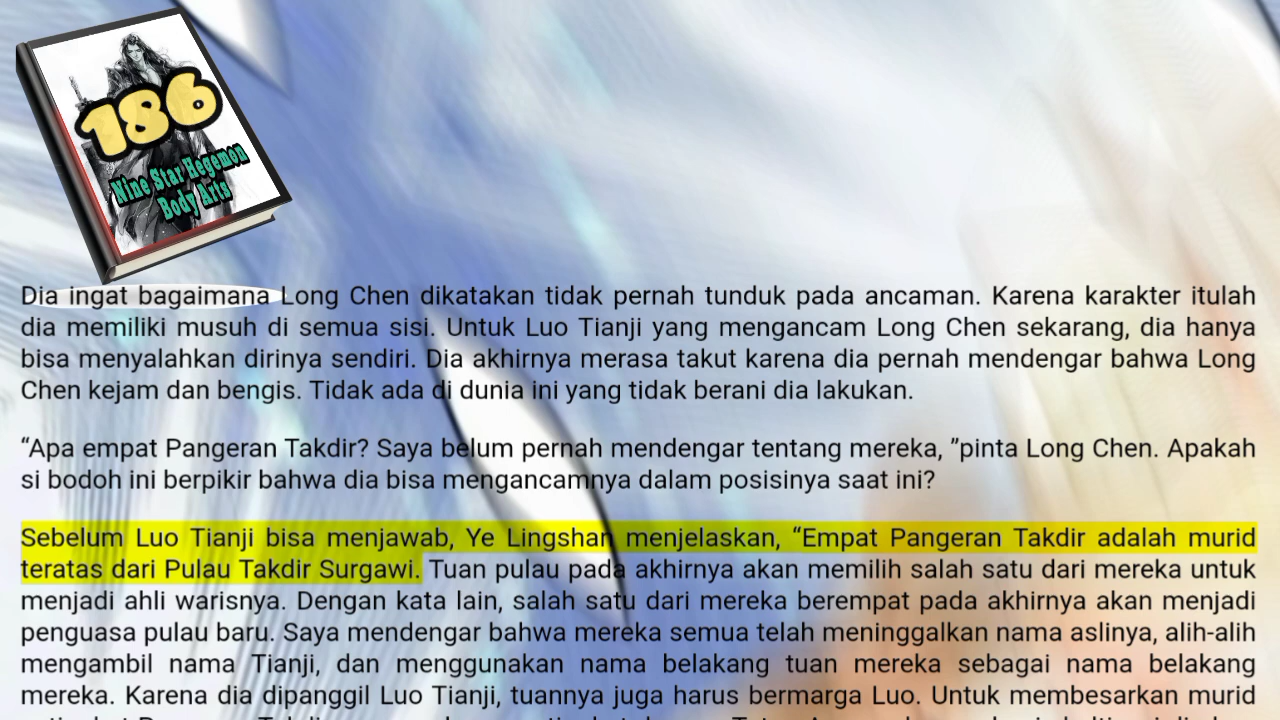 186
Nine Star Hegemon
Body Arts
Dia ingat bagaimana Long Chen dikatakan tidak pernah tunduk pada ancaman. Karena karakter itulah
dia memiliki musuh di semua sisi. Untuk Luo Tianji yang mengancam Long Chen sekarang, dia hanya
bisa menyalahkan dirinya sendiri. Dia akhirnya merasa takut karena dia pernah mendengar bahwa Long
Chen kejam dan bengis. Tidak ada di dunia ini yang tidak berani dia lakukan.
“Apa empat Pangeran Takdir? Saya belum pernah mendengar tentang mereka, ”pinta Long Chen. Apakah
si bodoh ini berpikir bahwa dia bisa mengancamnya dalam posisinya saat ini?
Sebelum Luo Tianji bisa menjawab, Ye Lingshan menjelaskan, “Empat Pangeran Takdir adalah murid
teratas dari Pulau Takdir Surgawi. Tuan pulau pada akhirnya akan memilih salah satu dari mereka untuk
menjadi ahli warisnya. Dengan kata lain, salah satu dari mereka berempat pada akhirnya akan menjadi
penguasa pulau baru. Saya mendengar bahwa mereka semua telah meninggalkan nama aslinya, alih-alih
mengambil nama Tianji, dan menggunakan nama belakang tuan mereka sebagai nama belakang
mereka. Karena dia dipanggil Luo Tianji, tuannya juga harus bermarga Luo. Untuk membesarkan murid